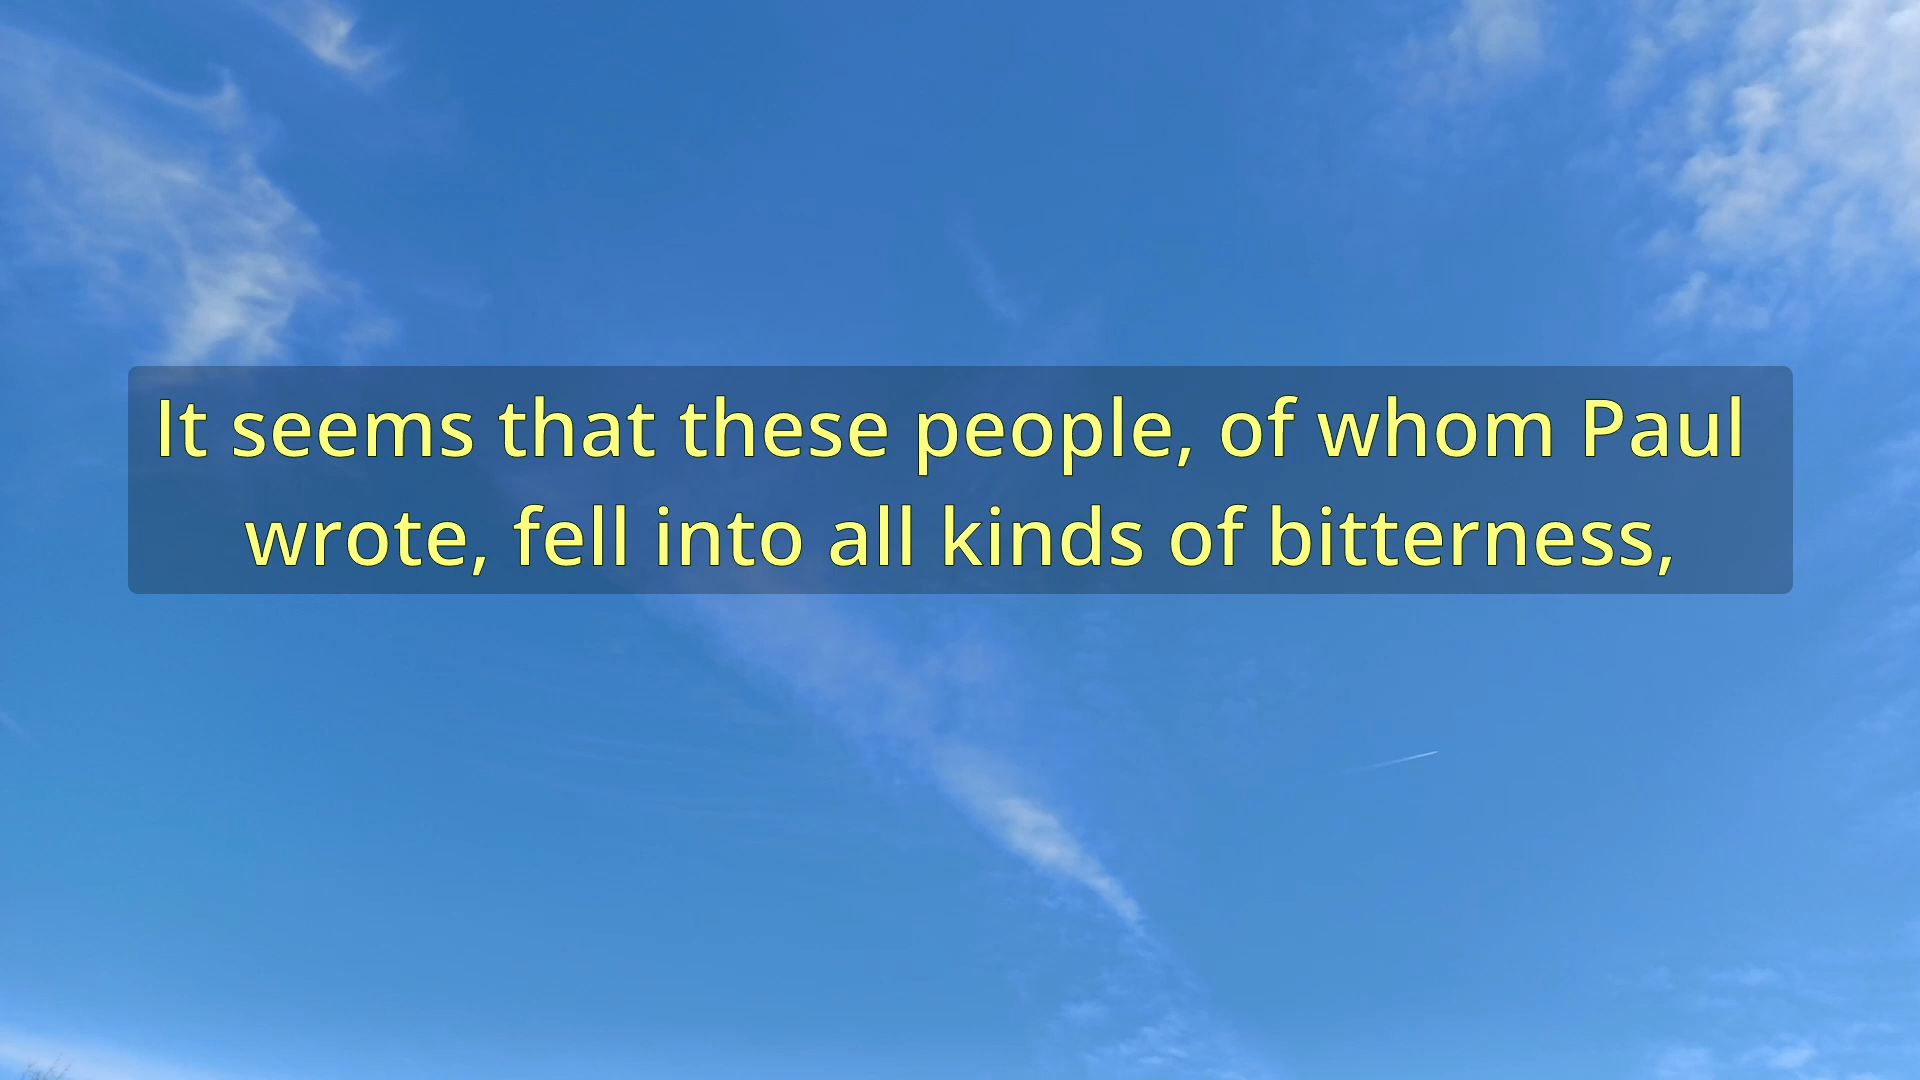 It seems that these people, of whom Paul
wrote, fell into all kinds of bitterness,